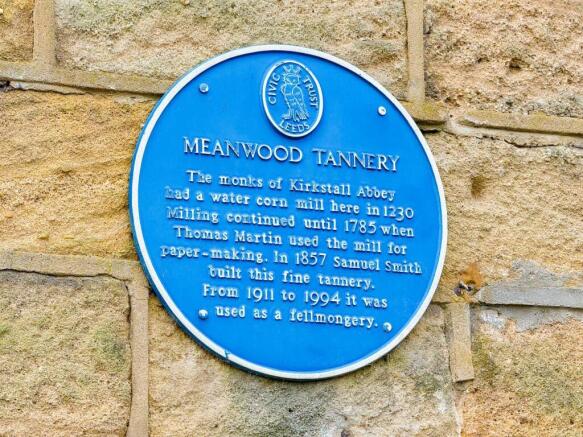 CIVIC TRUST
LEEDS
MEANWOOD TANNERY
The monks of Kirkstall Abbey
had a water corn mill here in 1230
Milling continued until 1785 when
Thomas Martin used the mill for
paper-making. In 1857 Samuel Smith
built this fine tannery.
From 1911 to 1994 it was
used as a fellmongery.